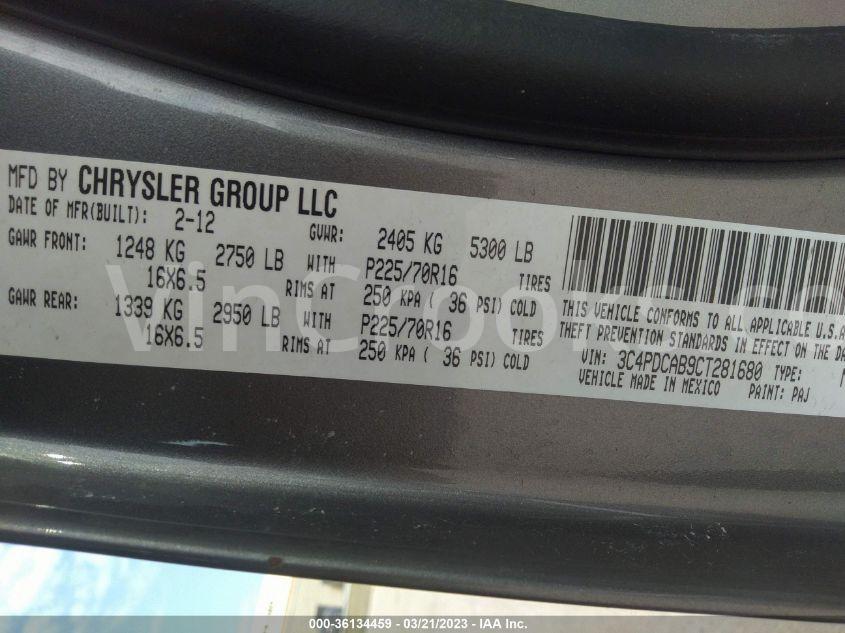 MFD BY CHRYSLER GROUP LLC
DATE OF MFR(BUILT): 2-12 GVWR: 2405 KG 5300 LB
GAWR FRONT: 1248 KG 2750 LB WITH P225/70R16 TIRES
16X6.5 RIMS AT 250 KPA ( 36 PSI) COLD
GAWR REAR: 1339 KG 2950 LB WITH P225/70R16 TIRES
16X6.5 RIMS AT 250 KPA ( 36 PSI) COLD
THIS VEHICLE CONFORMS TO ALL APPLICABLE U.S.A
THEFT PREVENTION STANDARDS IN EFFECT ON THE DA
VIN: 3C4PDCAB9CT281680 TYPE: M
VEHICLE MADE IN MEXICO PAINT: PAJ
VinCrooks.com
000-36134459 - 03/21/2023 - © IAA Inc.